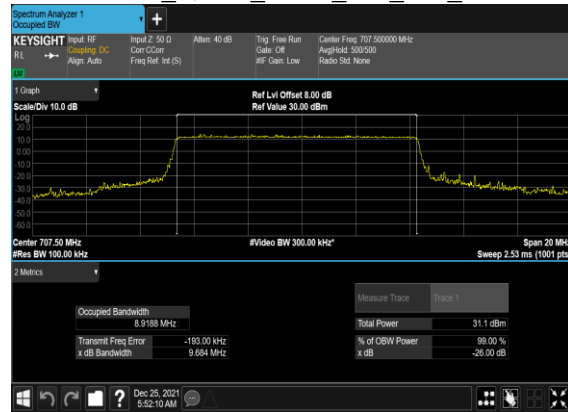 Spectrum Analyzer 1
Occupied BW
+
KEYSIGHT Input: RF Input Z: 50 Ω Atten: 40 dB Trig: Free Run Center Freq: 707.500000 MHz
RL Coupling: DC Corr CCorr Gate: Off Avg|Hold: 500/500
Align: Auto Freq Ref: Int (S) #IF Gain: Low Radio Std: None
1 Graph Ref Lvl Offset 8.00 dB
Scale/Div 10.0 dB Ref Value 30.00 dBm
Log
20.0
10.0
0.00
-10.0
-20.0
-30.0
-40.0
-50.0
-60.0
Center 707.50 MHz #Video BW 300.00 kHz* Span 20 MHz
#Res BW 100.00 kHz Sweep 2.53 ms (1001 pts
2 Metrics
Measure Trace Trace 1
Occupied Bandwidth
8.9188 MHz Total Power 31.1 dBm
Transmit Freq Error -193.00 kHz % of OBW Power 99.00 %
x dB Bandwidth 9.684 MHz x dB -26.00 dB
? Dec 25, 2021
5:52:10 AM